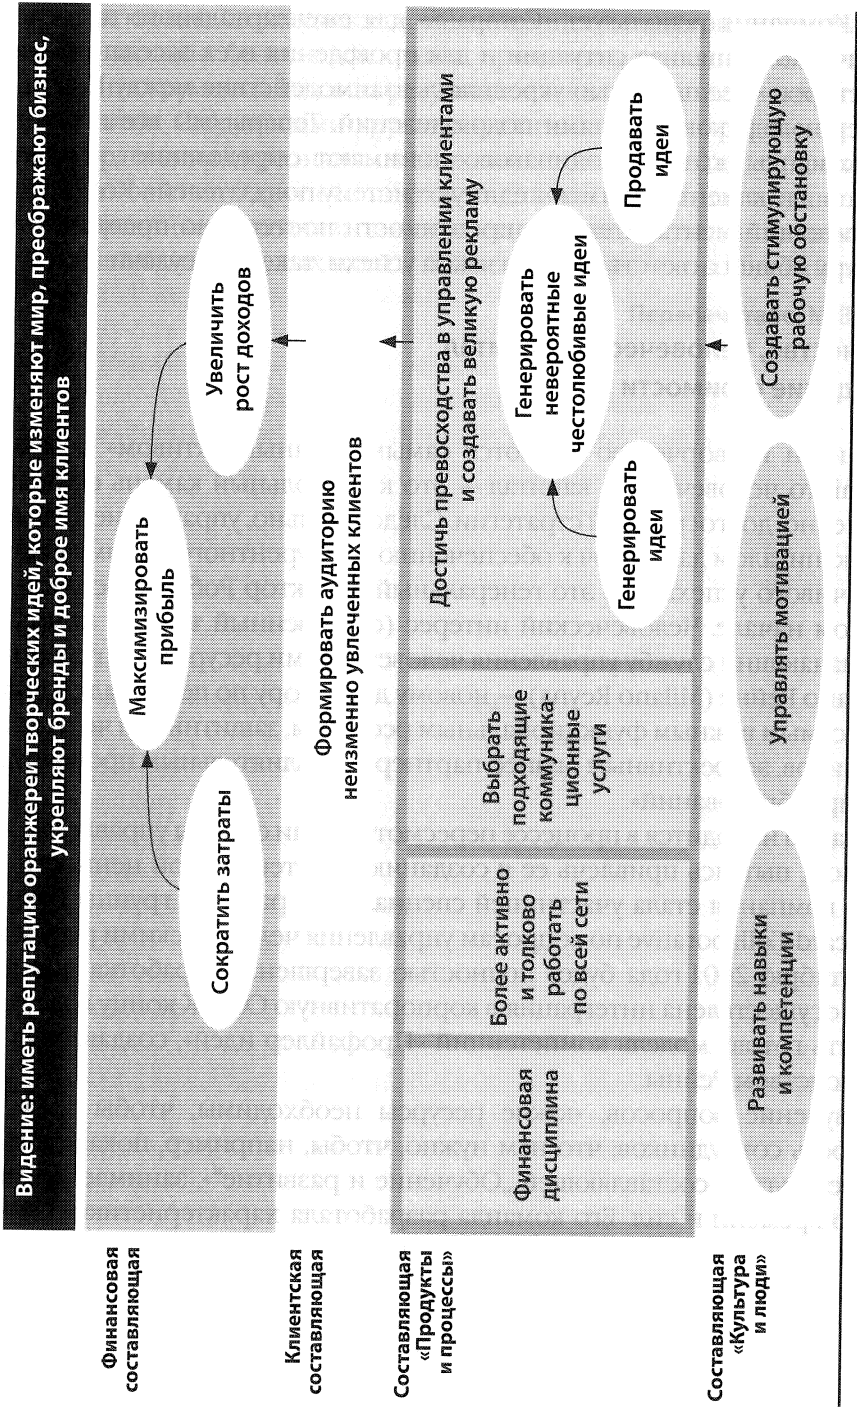 Видение: иметь репутацию оранжереи творческих идей, которые изменяют мир, преображают бизнес,
укрепляют бренды и доброе имя клиентов
Финансовая
составляющая
Сократить затраты
Максимизировать
прибыль
Увеличить
рост доходов
Клиентская
составляющая
Формировать аудиторию
неизменно увлеченных клиентов
Составляющая
«Продукты
и процессы»
Финансовая
дисциплина
Более активно
и толково
работать
по всей сети
Выбрать
подходящие
коммуника-
ционные
услуги
Достичь превосходства в управлении клиентами
и создавать великую рекламу
Генерировать
идеи
Генерировать
невероятные
честолюбивые идеи
Продавать
идеи
Составляющая
«Культура
и люди»
Развивать навыки
и компетенции
Управлять мотивацией
Создавать стимулирующую
рабочую обстановку